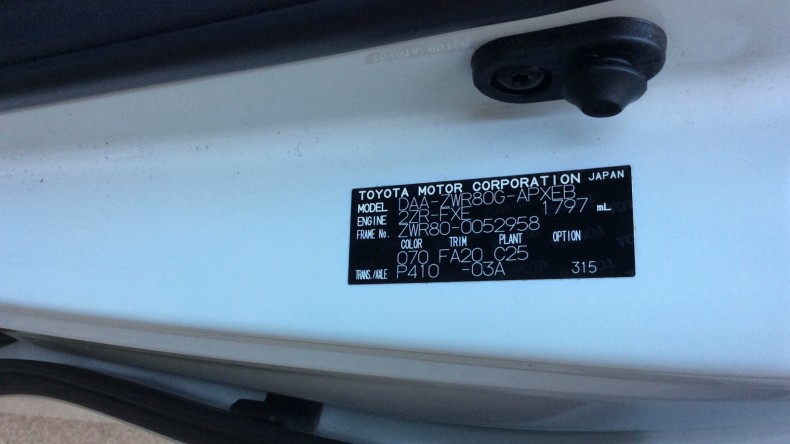 TOYOTA MOTOR CORPORATION JAPAN
MODEL DAA-ZWR80G-APXEB
ENGINE 2ZR-FXE 1797 mL
FRAME No. ZWR80-0052958
COLOR TRIM PLANT OPTION
070 FA20 C25
TRANS./AXLE P410 -03A 315